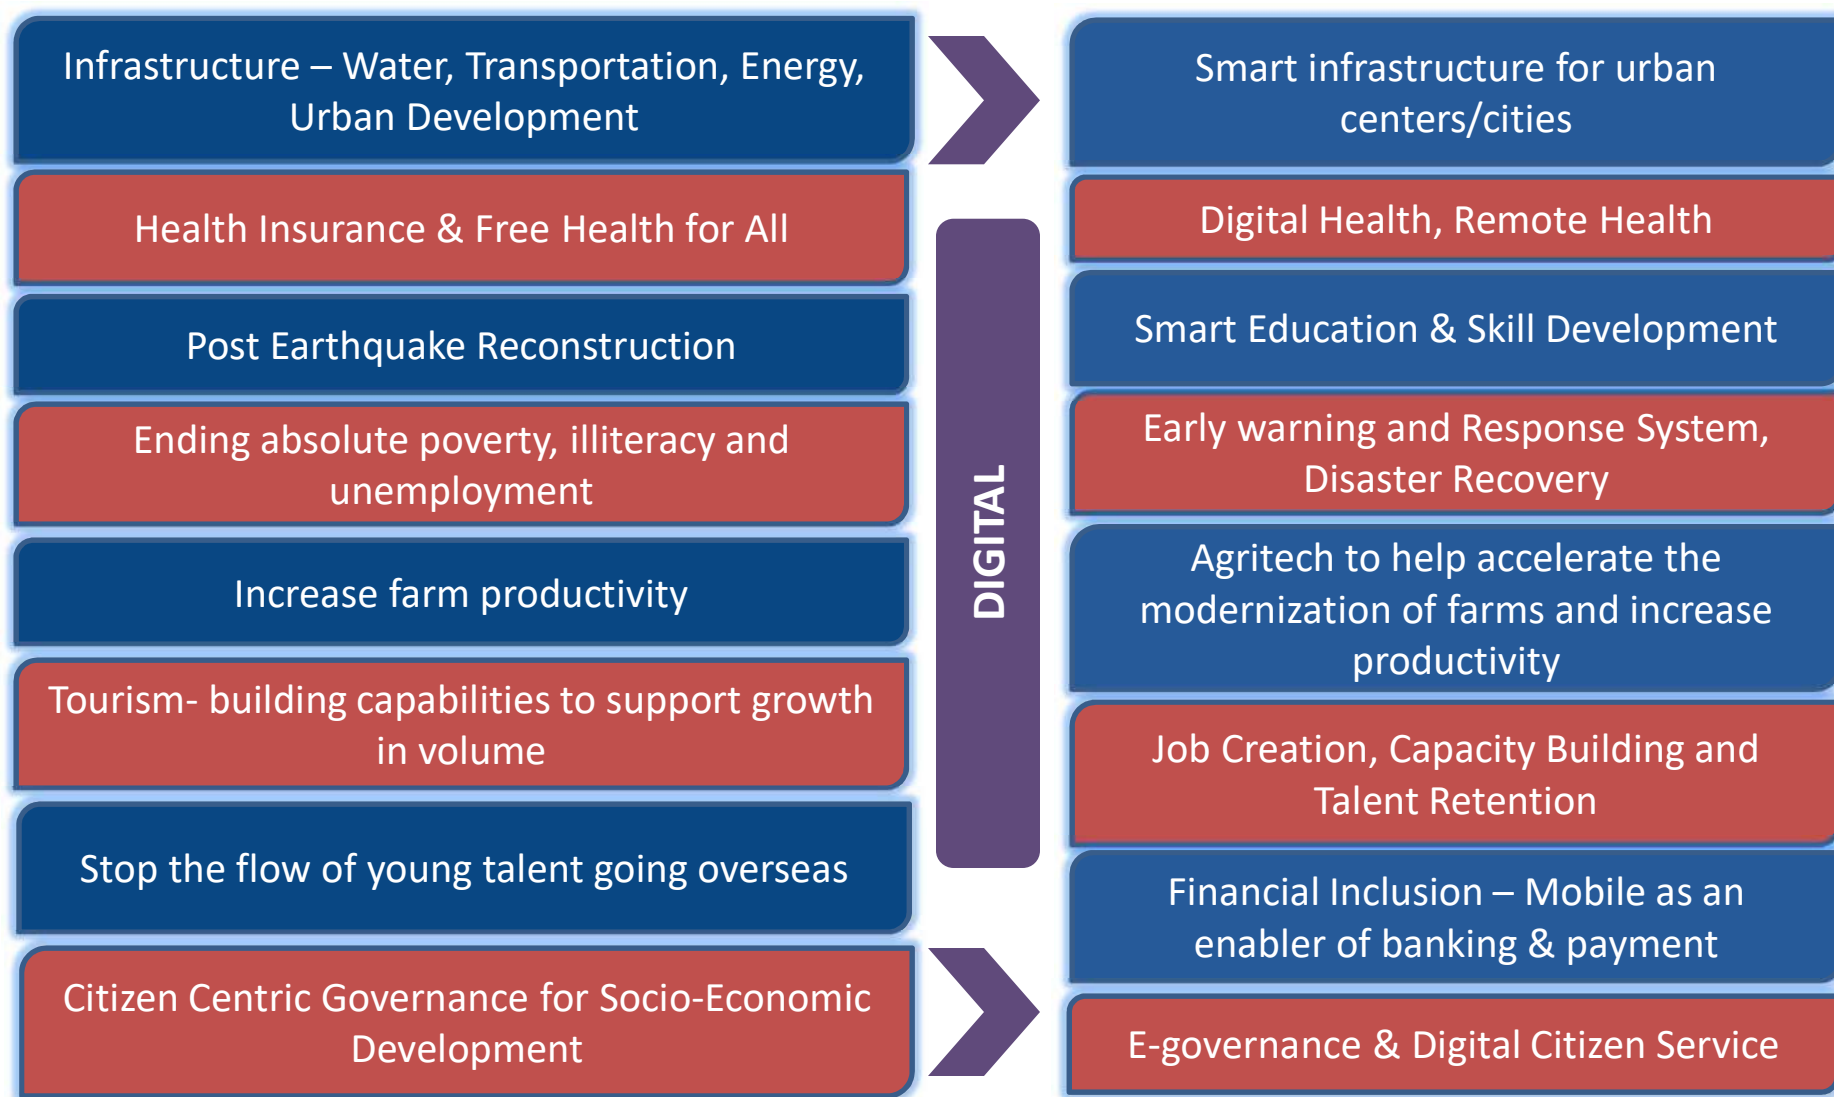 Infrastructure – Water, Transportation, Energy,
Urban Development
Health Insurance & Free Health for All
Post Earthquake Reconstruction
Ending absolute poverty, illiteracy and
unemployment
Increase farm productivity
Tourism- building capabilities to support growth
in volume
Stop the flow of young talent going overseas
Citizen Centric Governance for Socio-Economic
Development
DIGITAL
Smart infrastructure for urban
centers/cities
Digital Health, Remote Health
Smart Education & Skill Development
Early warning and Response System,
Disaster Recovery
Agritech to help accelerate the
modernization of farms and increase
productivity
Job Creation, Capacity Building and
Talent Retention
Financial Inclusion – Mobile as an
enabler of banking & payment
E-governance & Digital Citizen Service